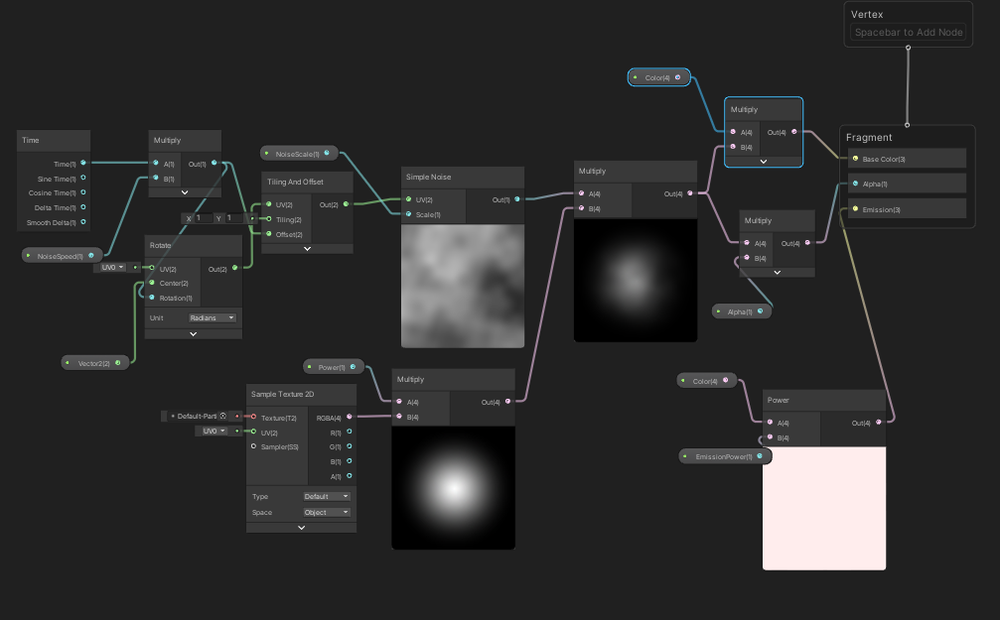 Vertex
Spacebar to Add Node
Color(4)
Multiply
A(4) Out(4)
B(4)
Fragment
Base Color(3)
Alpha(1)
Emission(3)
Time
Time(1)
Sine Time(1)
Cosine Time(1)
Delta Time(1)
Smooth Delta(1)
Multiply
A(1) Out(1)
B(1)
NoiseSpeed(1)
NoiseScale(1)
Tiling And Offset
UV(2) Out(2)
X 1 Y 1 Tiling(2)
Offset(2)
Rotate
UV0 UV(2) Out(2)
Center(2)
Rotation(1)
Unit Radians
Vector2(2)
Simple Noise
UV(2) Out(1)
Scale(1)
Multiply
A(4) Out(4)
B(4)
Multiply
A(4) Out(4)
B(4)
Alpha(1)
Power(1)
Multiply
A(4) Out(4)
B(4)
Sample Texture 2D
Default-Parti Texture(T2) RGBA(4)
UV0 UV(2) R(1)
Sampler(SS) G(1)
B(1)
A(1)
Type Default
Space Object
Color(4)
Power
A(4) Out(4)
B(4)
EmissionPower(1)